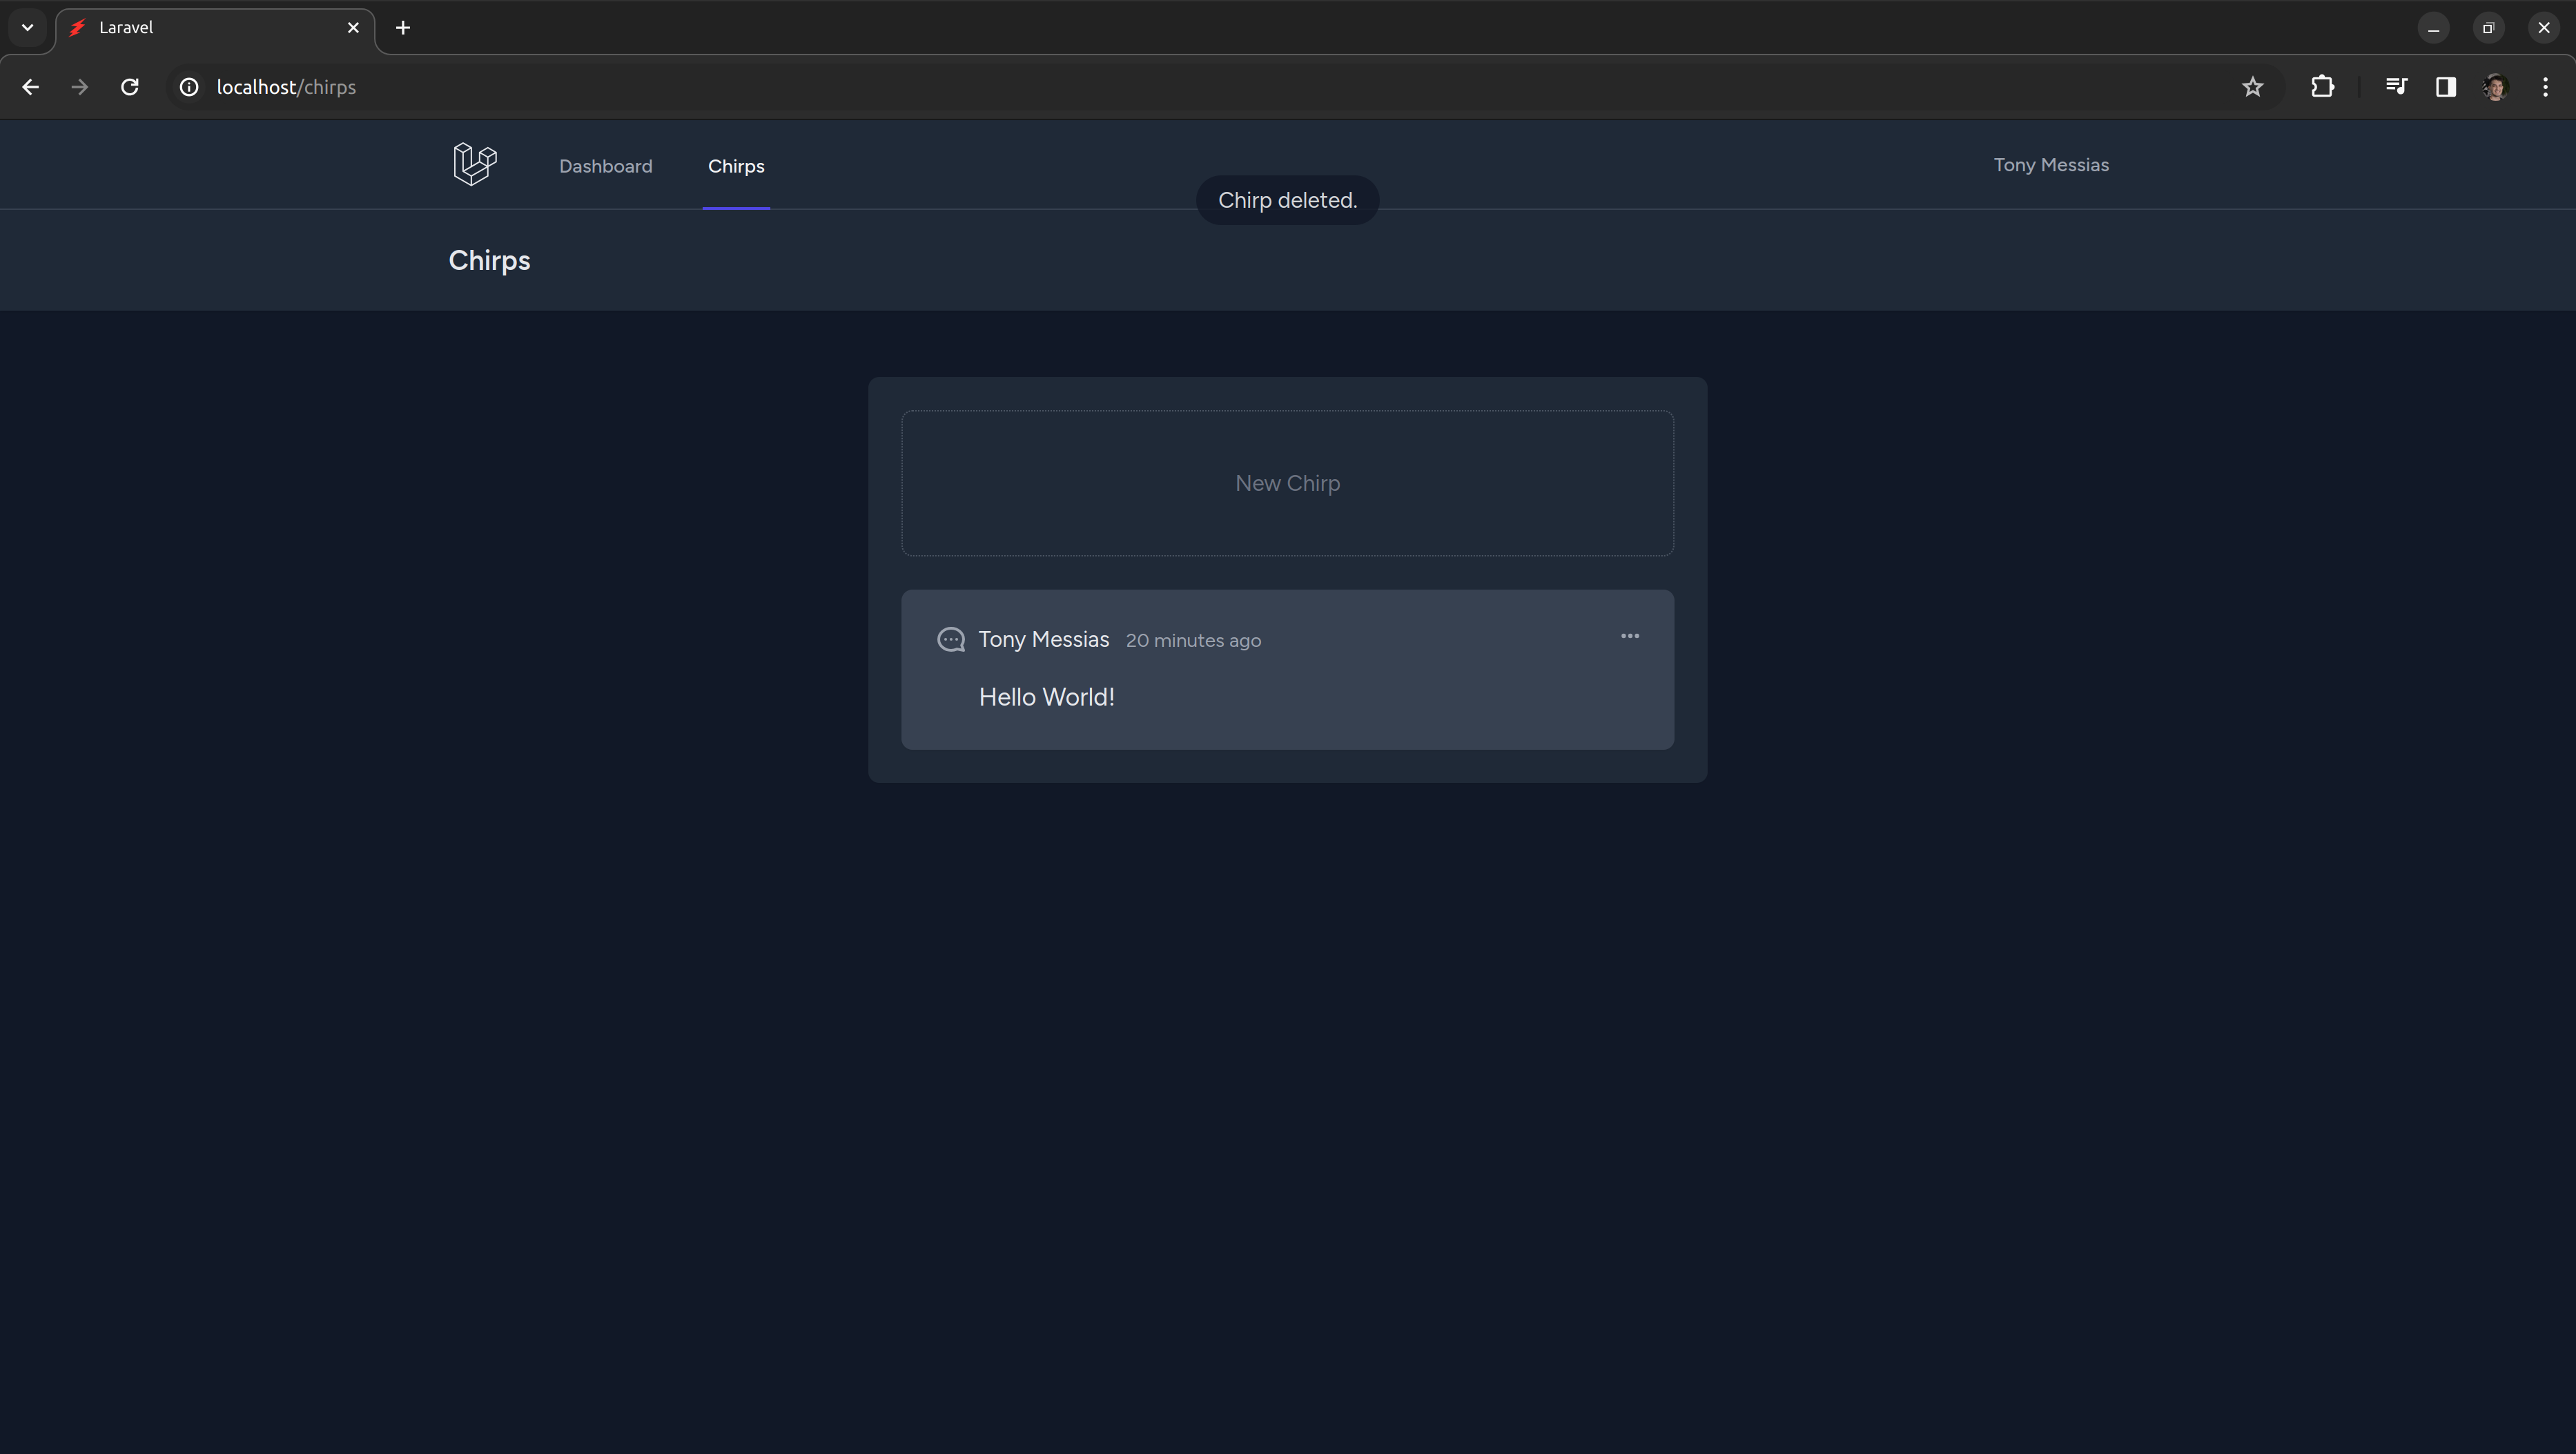 Laravel
localhost/chirps
Dashboard
Chirps
Tony Messias
Chirp deleted.
Chirps
New Chirp
Tony Messias 20 minutes ago
Hello World!